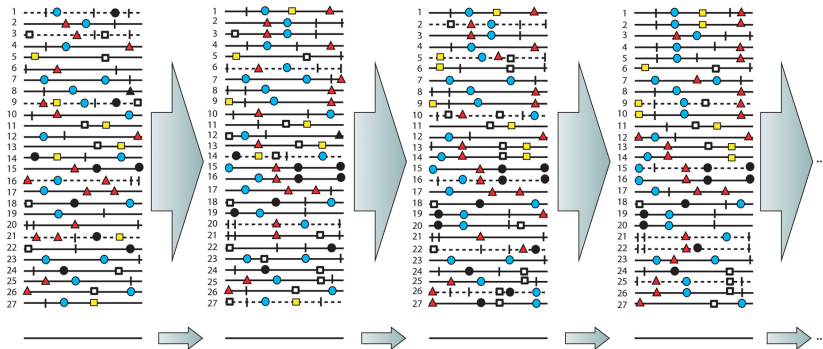 1 1 1 1
2 2 2 2
3 3 3 3
4 4 4 4
5 5 5 5
6 6 6 6
7 7 7 7
8 8 8 8
9 9 9 9
10 10 10 10
11 11 11 11
12 12 12 12
13 13 13 13
14 14 14 14
15 15 15 15
16 16 16 16
17 17 17 17
18 18 18 18
19 19 19 19
20 20 20 20
21 21 21 21
22 22 22 22
23 23 23 23
24 24 24 24
25 25 25 25
26 26 26 26
27 27 27 27